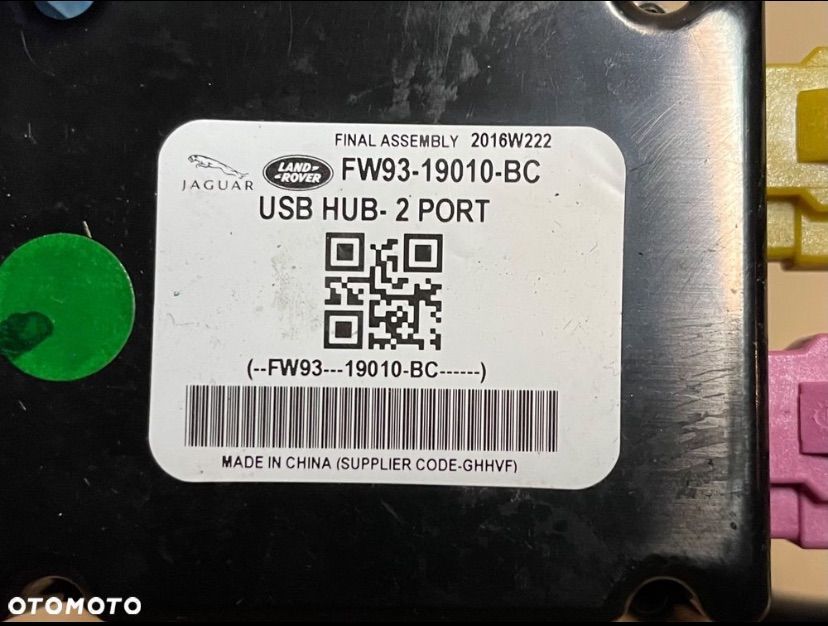 FINAL ASSEMBLY 2016W222
JAGUAR LAND-ROVER FW93-19010-BC
USB HUB- 2 PORT
(--FW93---19010-BC------)
MADE IN CHINA (SUPPLIER CODE-GHHVF)
OTOMOTO